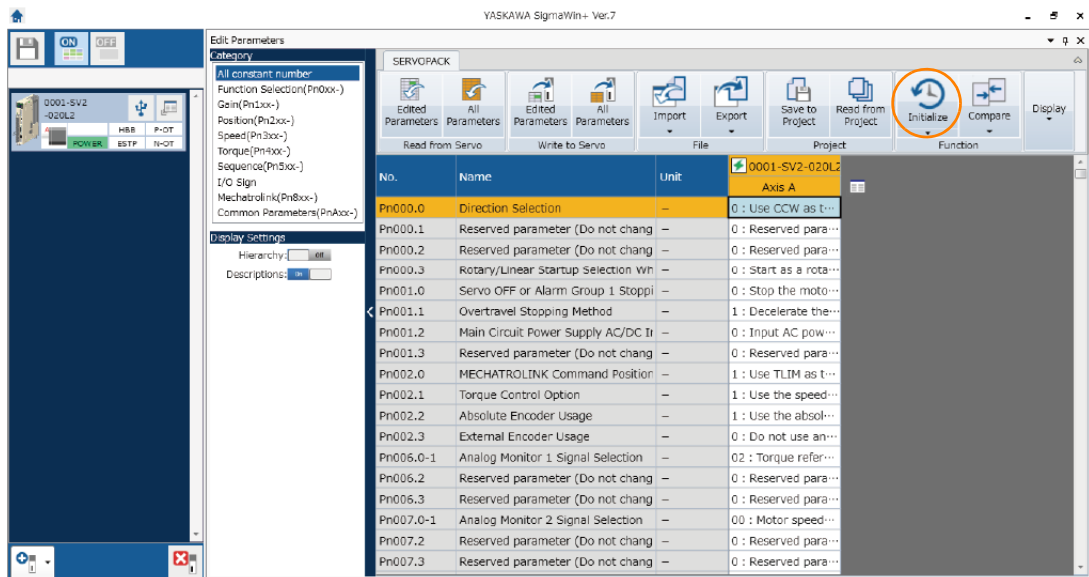 YASKAWA SigmaWin+ Ver.7
ON
OFF
0001-SV2
-020L2
HBB P-OT
POWER ESTP N-OT
Edit Parameters
Category
All constant number
Function Selection(Pn0xx-)
Gain(Pn1xx-)
Position(Pn2xx-)
Speed(Pn3xx-)
Torque(Pn4xx-)
Sequence(Pn5xx-)
I/O Sign
Mechatrolink(Pn8xx-)
Common Parameters(PnAxx-)
Display Settings
Hierarchy: Off
Descriptions: ON
SERVOPACK
Edited Parameters
All Parameters
Read from Servo
Edited Parameters
All Parameters
Write to Servo
Import
Export
File
Save to Project
Read from Project
Project
Initialize
Compare
Function
Display
No. Name Unit 0001-SV2-020L2
Axis A
Pn000.0 Direction Selection – 0 : Use CCW as t···
Pn000.1 Reserved parameter (Do not chang – 0 : Reserved para···
Pn000.2 Reserved parameter (Do not chang – 0 : Reserved para···
Pn000.3 Rotary/Linear Startup Selection Wh – 0 : Start as a rota···
Pn001.0 Servo OFF or Alarm Group 1 Stoppi – 0 : Stop the moto···
Pn001.1 Overtravel Stopping Method – 1 : Decelerate the···
Pn001.2 Main Circuit Power Supply AC/DC Ir – 0 : Input AC pow···
Pn001.3 Reserved parameter (Do not chang – 0 : Reserved para···
Pn002.0 MECHATROLINK Command Position – 1 : Use TLIM as t···
Pn002.1 Torque Control Option – 1 : Use the speed···
Pn002.2 Absolute Encoder Usage – 1 : Use the absol···
Pn002.3 External Encoder Usage – 0 : Do not use an···
Pn006.0-1 Analog Monitor 1 Signal Selection – 02 : Torque refer···
Pn006.2 Reserved parameter (Do not chang – 0 : Reserved para···
Pn006.3 Reserved parameter (Do not chang – 0 : Reserved para···
Pn007.0-1 Analog Monitor 2 Signal Selection – 00 : Motor speed···
Pn007.2 Reserved parameter (Do not chang – 0 : Reserved para···
Pn007.3 Reserved parameter (Do not chang – 0 : Reserved para···